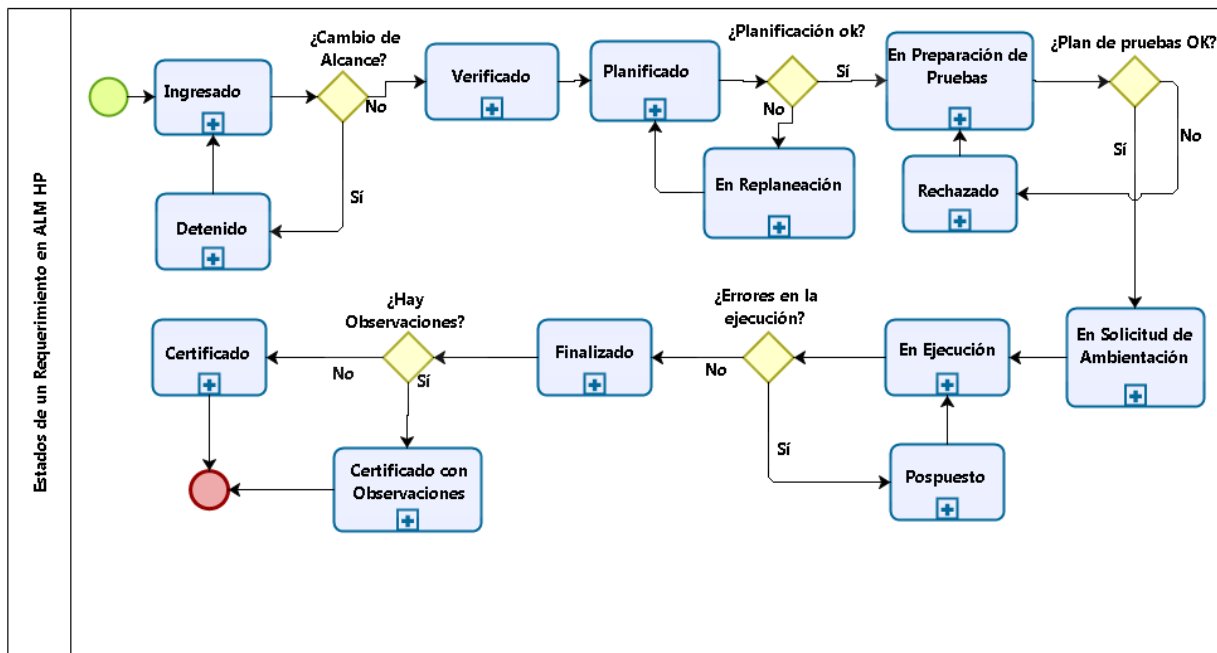 Estados de un Requerimiento en ALM HP
¿Cambio de
Alcance?
¿Planificación ok?
¿Plan de pruebas OK?
Ingresado
No
Verificado
Planificado
Sí
No
En Preparación de
Pruebas
No
Sí
Sí
Detenido
En Replaneación
Rechazado
¿Hay
Observaciones?
¿Errores en la
ejecución?
Certificado
No
Sí
Finalizado
No
Sí
En Ejecución
En Solicitud de
Ambientación
Certificado con
Observaciones
Pospuesto